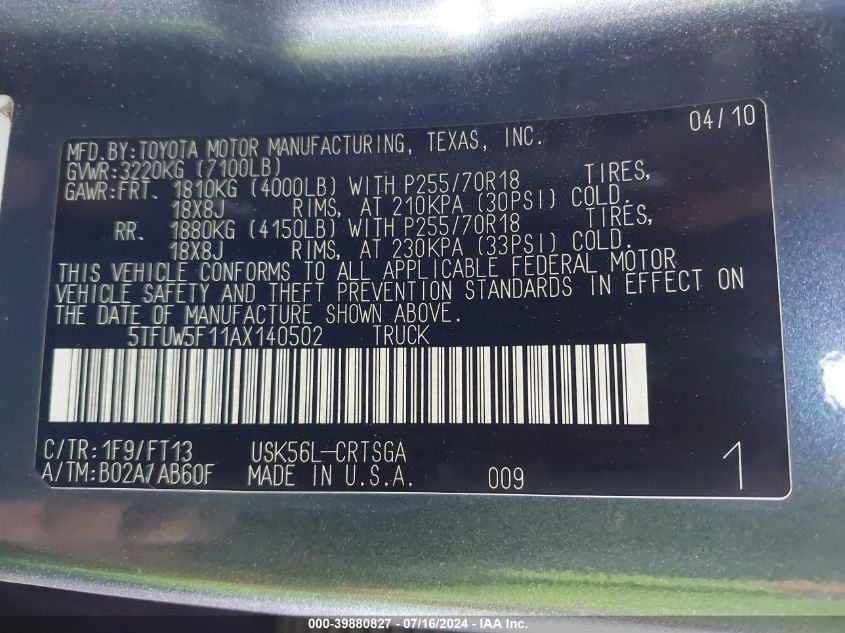 04/10
MFD.BY:TOYOTA MOTOR MANUFACTURING, TEXAS, INC.
GVWR:3220KG (7100LB)
GAWR:FRT. 1810KG (4000LB) WITH P255/70R18 TIRES,
18X8J RIMS, AT 210KPA (30PSI) COLD.
RR. 1880KG (4150LB) WITH P255/70R18 TIRES,
18X8J RIMS, AT 230KPA (33PSI) COLD.
THIS VEHICLE CONFORMS TO ALL APPLICABLE FEDERAL MOTOR
VEHICLE SAFETY AND THEFT PREVENTION STANDARDS IN EFFECT ON
THE DATE OF MANUFACTURE SHOWN ABOVE.
5TFUW5F11AX140502 TRUCK
C/TR:1F9/FT13 USK56L-CRTSGA
A/TM:B02A/AB60F MADE IN U.S.A. 009 1
000-39880827 - 07/16/2024 - IAA Inc.